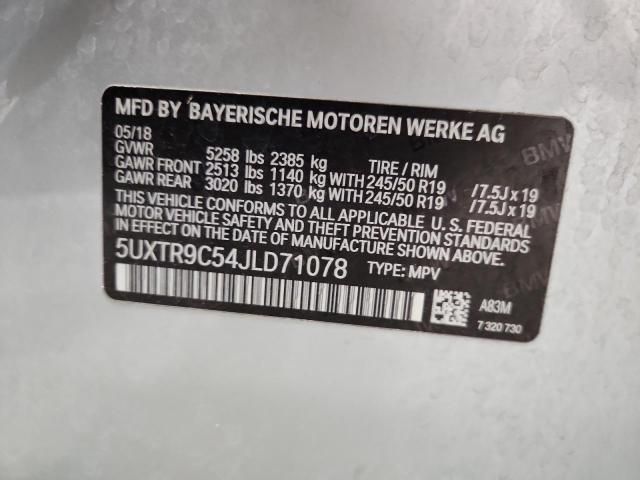 MFD BY BAYERISCHE MOTOREN WERKE AG
05/18
GVWR 5258 lbs 2385 kg TIRE / RIM
GAWR FRONT 2513 lbs 1140 kg WITH 245/50 R19 /7.5J x 19
GAWR REAR 3020 lbs 1370 kg WITH 245/50 R19 /7.5J x 19
THIS VEHICLE CONFORMS TO ALL APPLICABLE U. S. FEDERAL
MOTOR VEHICLE SAFETY AND THEFT PREVENTION STANDARDS
IN EFFECT ON THE DATE OF MANUFACTURE SHOWN ABOVE.
5UXTR9C54JLD71078 TYPE: MPV
A83M
7 320 730
BMW